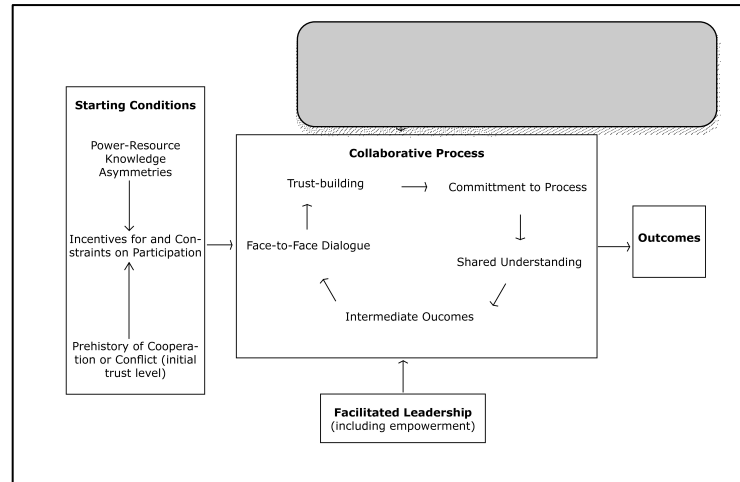 Starting Conditions
Power-Resource
Knowledge
Asymmetries
Incentives for and Con-
straints on Participation
Prehistory of Coopera-
tion or Conflict (initial
trust level)
Collaborative Process
Trust-building
Committment to Process
Face-to-Face Dialogue
Shared Understanding
Intermediate Oucomes
Outcomes
Facilitated Leadership
(including empowerment)